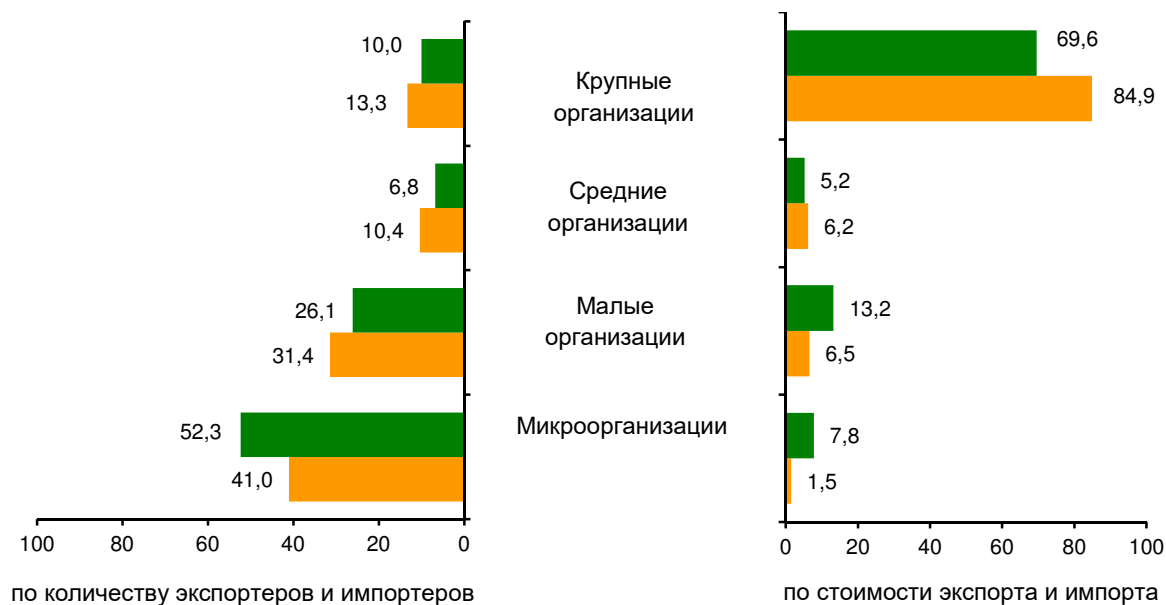 10,0
13,3
Крупные
организации
69,6
84,9
6,8
10,4
Средние
организации
5,2
6,2
26,1
31,4
Малые
организации
13,2
6,5
52,3
41,0
Микроорганизации
7,8
1,5
100 80 60 40 20 0
0 20 40 60 80 100
по количеству экспортеров и импортеров
по стоимости экспорта и импорта